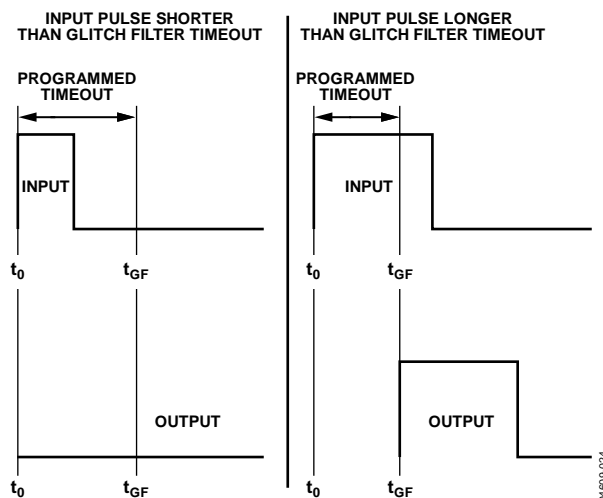 INPUT PULSE SHORTER
THAN GLITCH FILTER TIMEOUT
INPUT PULSE LONGER
THAN GLITCH FILTER TIMEOUT
PROGRAMMED
TIMEOUT
PROGRAMMED
TIMEOUT
INPUT
INPUT
t0
tGF
t0
tGF
OUTPUT
OUTPUT
t0
tGF
t0
tGF